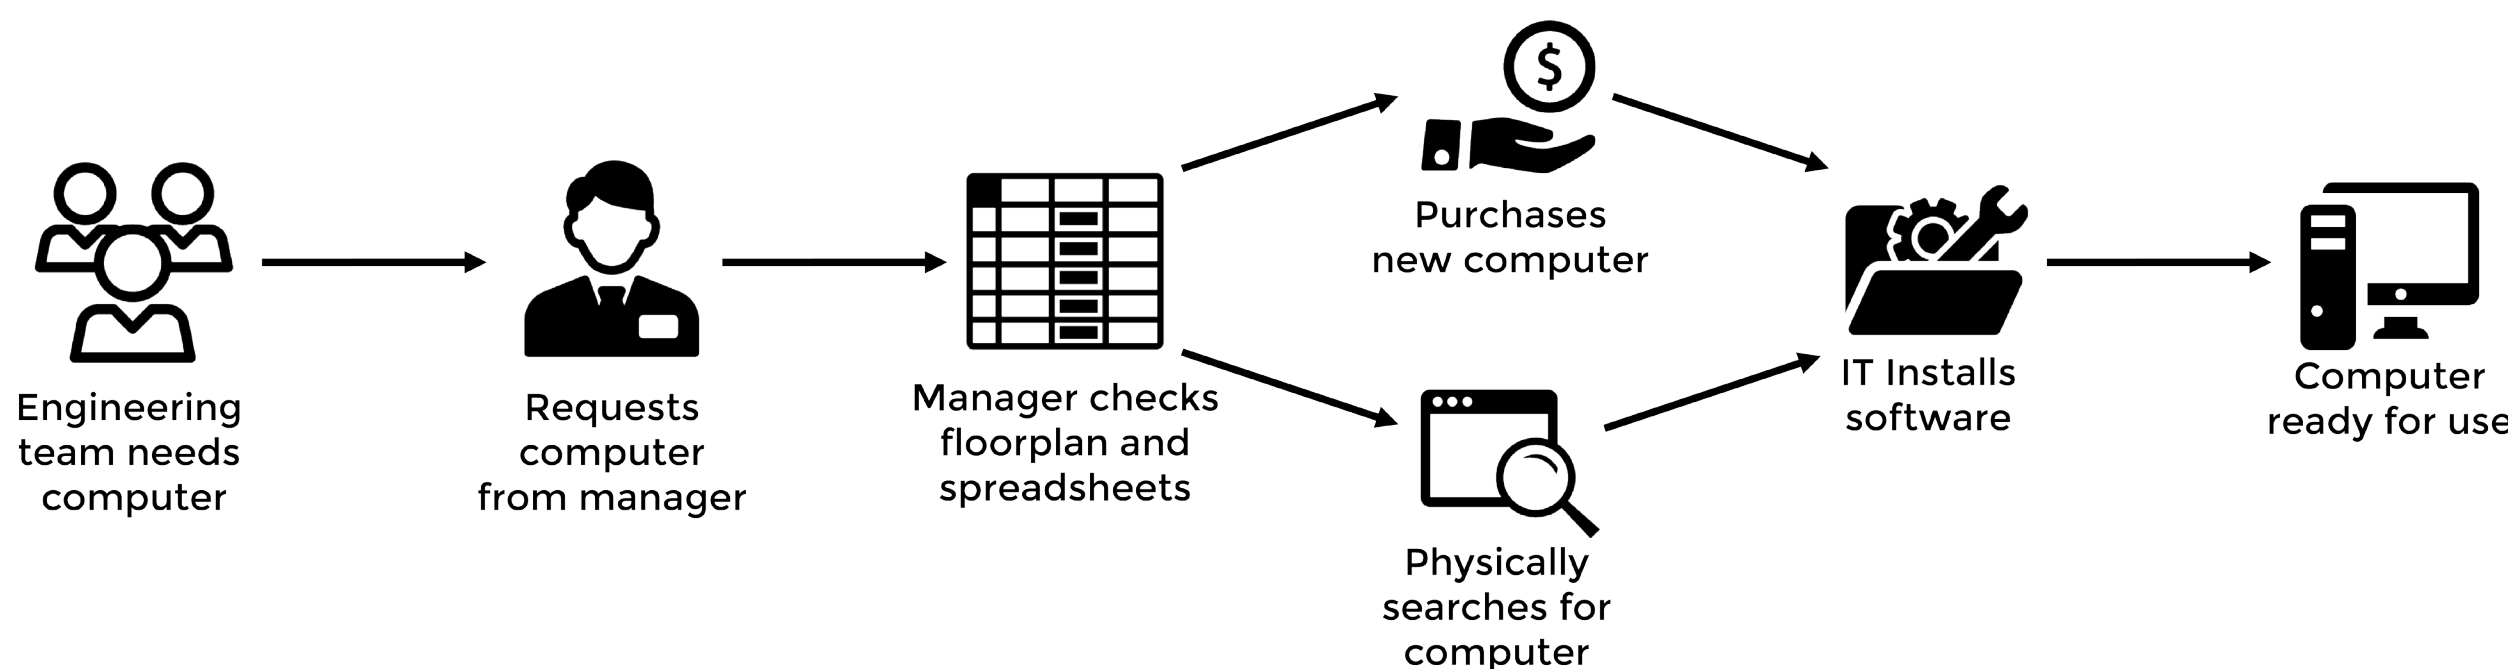 Engineering
team needs
computer
Requests
computer
from manager
Manager checks
floorplan and
spreadsheets
$
Purchases
new computer
Physically
searches for
computer
IT Installs
software
Computer
ready for use